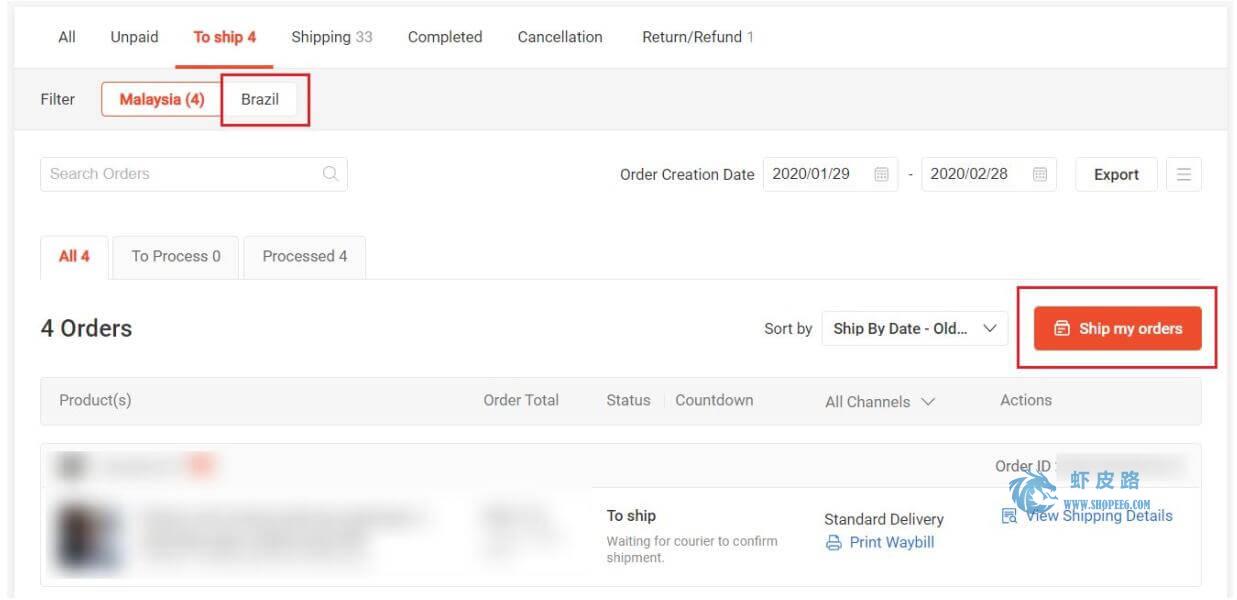 All Unpaid To ship 4 Shipping 33 Completed Cancellation Return/Refund 1
Filter Malaysia (4) Brazil
Search Orders Order Creation Date 2020/01/29 - 2020/02/28 Export
All 4 To Process 0 Processed 4
4 Orders Sort by Ship By Date - Old... Ship my orders
Product(s) Order Total Status Countdown All Channels Actions
Order ID
虾皮路
WWW.SHOPEE6.COM
To ship Standard Delivery View Shipping Details
Waiting for courier to confirm Print Waybill
shipment.